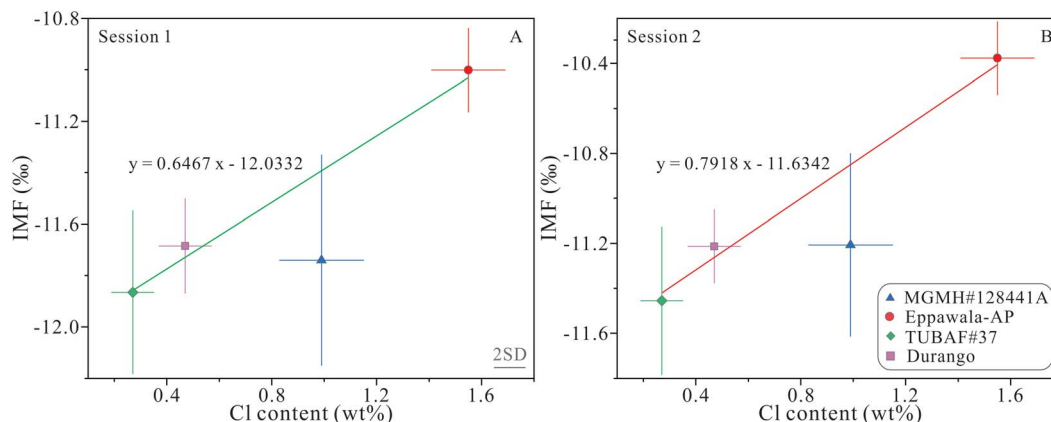 Session 1
A
-10.8
-11.2
-11.6
-12.0
IMF (‰)
y = 0.6467 x - 12.0332
2SD
0.4
0.8
1.2
1.6
Cl content (wt%)
Session 2
B
-10.4
-10.8
-11.2
-11.6
IMF (‰)
y = 0.7918 x - 11.6342
MGMH#128441A
Eppawala-AP
TUBAF#37
Durango
0.4
0.8
1.2
1.6
Cl content (wt%)